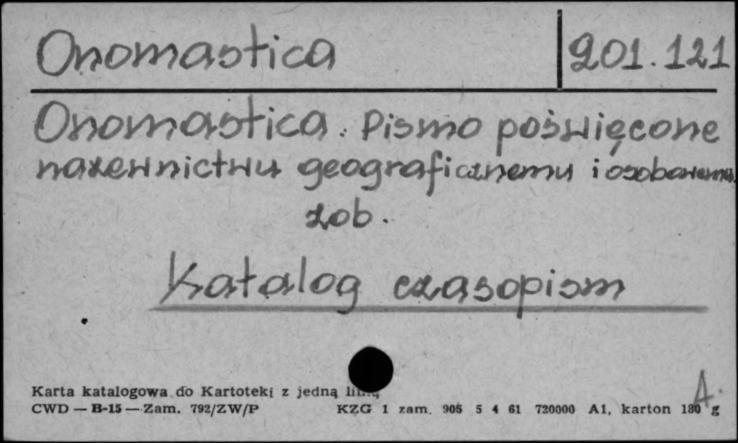 Onomastica 201.121
Onomastica. Pismo poświęcone
nazewnictwu geograficznemu i osobowemu.
zob.
Katalog czasopism
Karta katalogowa do Kartoteki z jedną
CWD — B-15 — Zam. 792/ZW/P KZG 1 zam. 905 5 4 61 720000 A1, karton 180 g
A.